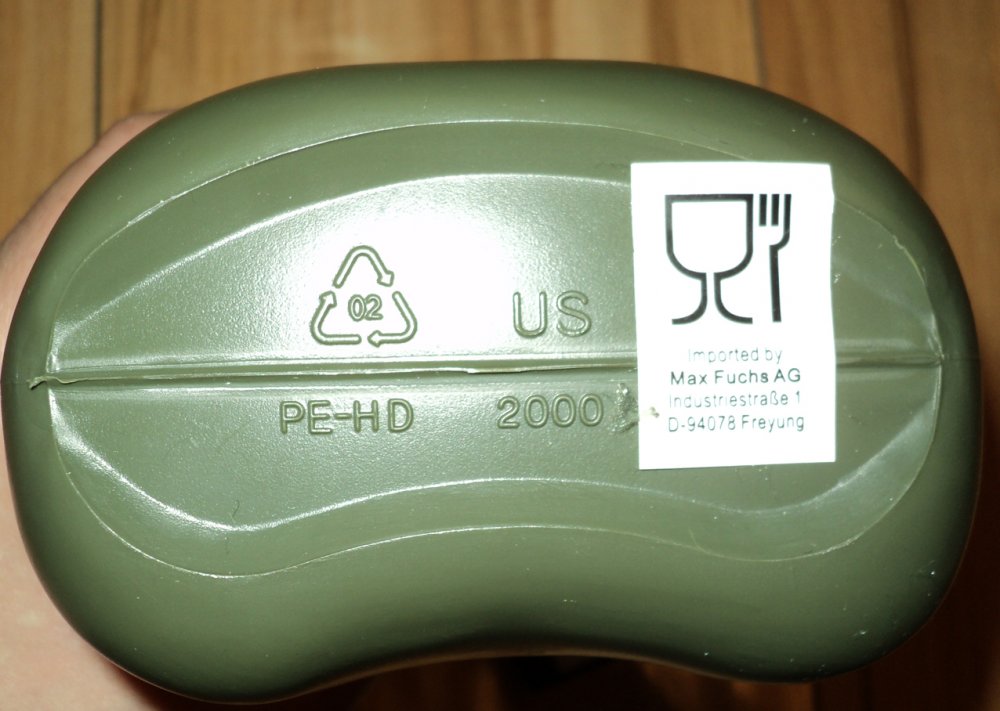 02
US
PE-HD
2000
Imported by
Max Fuchs AG
Industriestraße 1
D-94078 Freyung